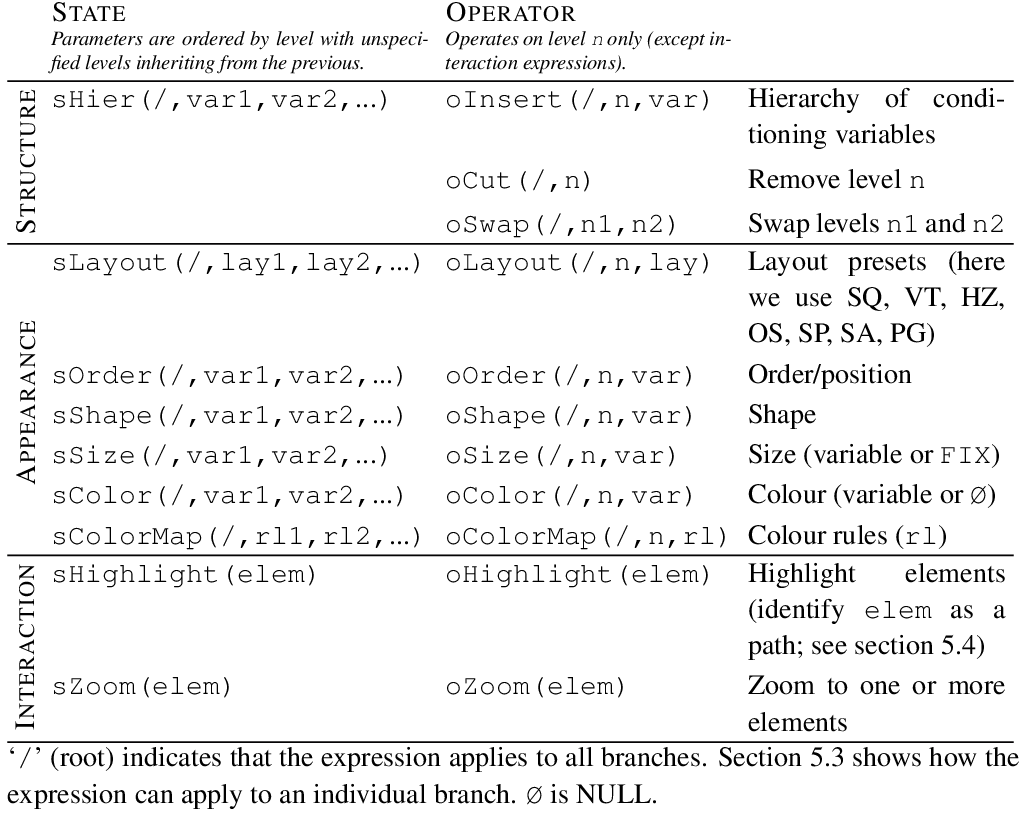 STATE OPERATOR
Parameters are ordered by level with unspeci- Operates on level n only (except in-
fied levels inheriting from the previous. teraction expressions).
STRUCTURE
sHier(/,var1,var2,...) oInsert(/,n,var) Hierarchy of condi-
tioning variables
oCut(/,n) Remove level n
oSwap(/,n1,n2) Swap levels n1 and n2
APPEARANCE
sLayout(/,lay1,lay2,...) oLayout(/,n,lay) Layout presets (here
we use SQ, VT, HZ,
OS, SP, SA, PG)
sOrder(/,var1,var2,...) oOrder(/,n,var) Order/position
sShape(/,var1,var2,...) oShape(/,n,var) Shape
sSize(/,var1,var2,...) oSize(/,n,var) Size (variable or FIX)
sColor(/,var1,var2,...) oColor(/,n,var) Colour (variable or ∅)
sColorMap(/,rl1,rl2,...) oColorMap(/,n,rl) Colour rules (rl)
INTERACTION
sHighlight(elem) oHighlight(elem) Highlight elements
(identify elem as a
path; see section 5.4)
sZoom(elem) oZoom(elem) Zoom to one or more
elements
‘/’ (root) indicates that the expression applies to all branches. Section 5.3 shows how the
expression can apply to an individual branch. ∅ is NULL.